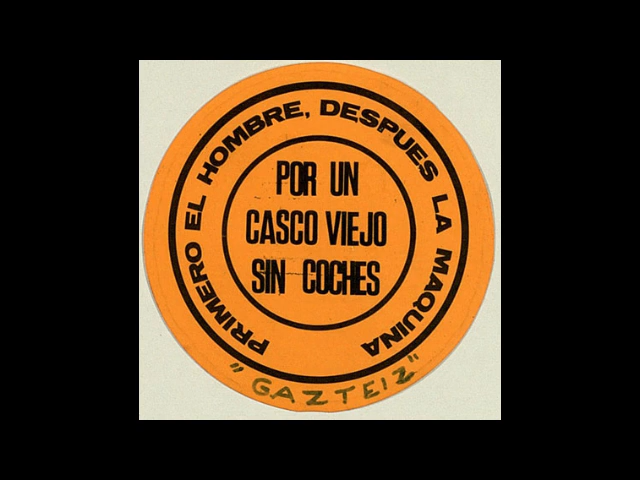 PRIMERO EL HOMBRE, DESPUES LA MAQUINA
POR UN
CASCO VIEJO
SIN COCHES
"GAZTEIZ"